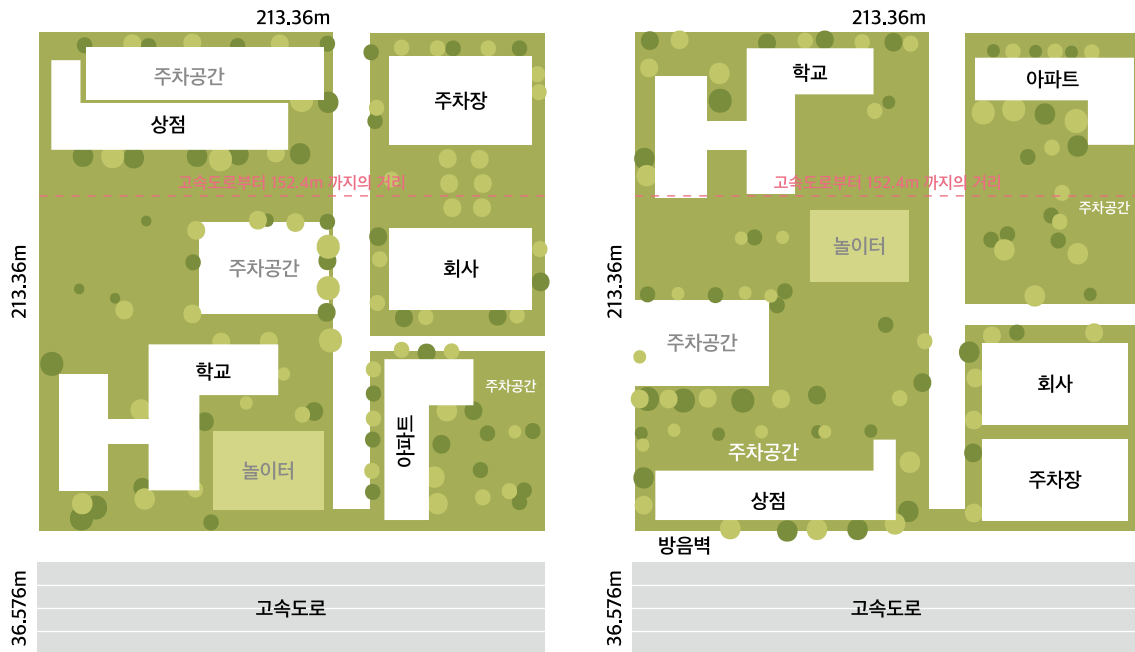 213.36m
주차공간
상점
주차장
고속도로부터 152.4m 까지의 거리
213.36m
주차공간
회사
학교
주차공간
아파트
놀이터
36.576m
고속도로
213.36m
학교
아파트
고속도로부터 152.4m 까지의 거리
주차공간
213.36m
놀이터
주차공간
회사
주차공간
상점
주차장
방음벽
36.576m
고속도로